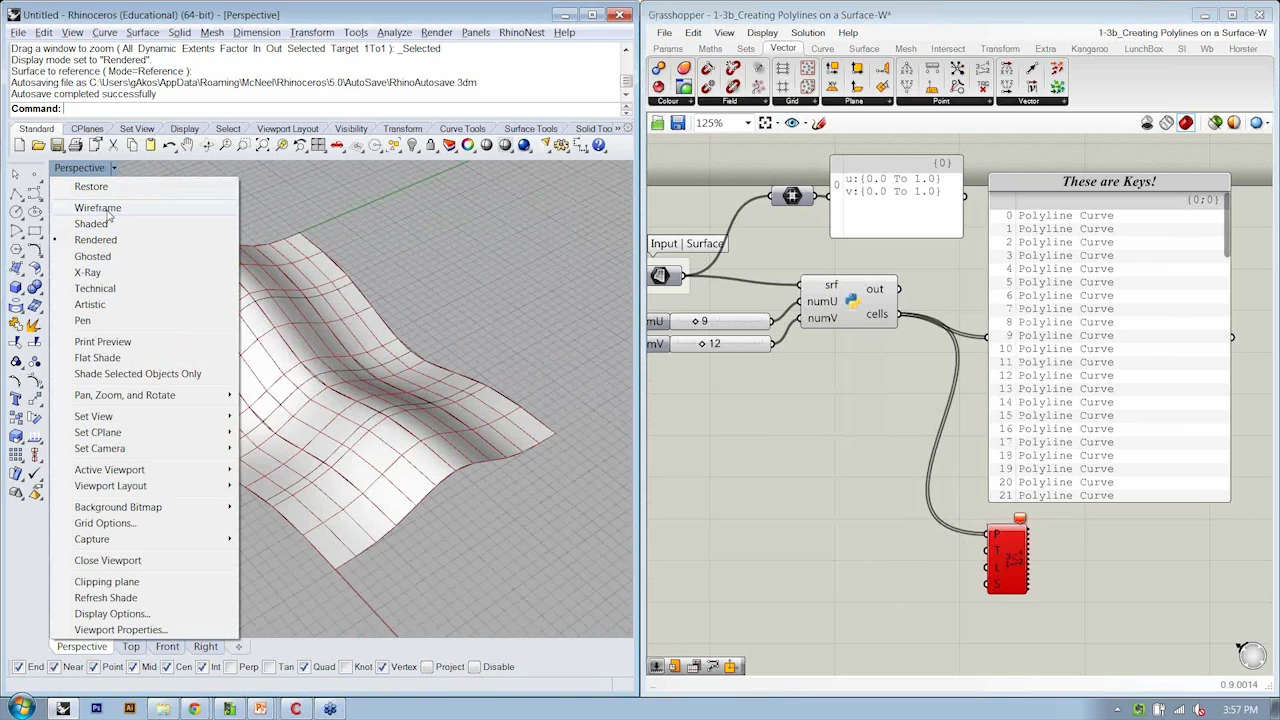 Untitled - Rhinoceros (Educational) (64-bit) - [Perspective]
File Edit View Curve Surface Solid Mesh Dimension Transform Tools Analyze Render Panels RhinoNest Help
Drag a window to zoom ( All Dynamic Extents Factor In Out Selected Target 1To1 ): _Selected
Display mode set to "Rendered".
Surface to reference ( Mode=Reference ):
Autosaving file as C:\Users\gAkos\AppData\Roaming\McNeel\Rhinoceros\5.0\AutoSave\RhinoAutosave.3dm
Autosave completed successfully
Command:
Standard CPlanes Set View Display Select Viewport Layout Visibility Transform Curve Tools Surface Tools Solid Too
Perspective
Restore
Wireframe
Shaded
Rendered
Ghosted
X-Ray
Technical
Artistic
Pen
Print Preview
Flat Shade
Shade Selected Objects Only
Pan, Zoom, and Rotate
Set View
Set CPlane
Set Camera
Active Viewport
Viewport Layout
Background Bitmap
Grid Options...
Capture
Close Viewport
Clipping plane
Refresh Shade
Display Options...
Viewport Properties...
Perspective Top Front Right
End Near Point Mid Cen Int Perp Tan Quad Knot Vertex Project Disable
Grasshopper - 1-3b_Creating Polylines on a Surface-W*
File Edit View Display Solution Help
1-3b_Creating Polylines on a Surface-W*
Params Maths Sets Vector Curve Surface Mesh Intersect Transform Extra Kangaroo LunchBox SI Wb Horster
Colour Field Grid Plane Point Vector
125%
{0}
0 u:{0.0 To 1.0}
v:{0.0 To 1.0}
Input | Surface
srf
numU
numV
out
cells
mU 9
mV 12
These are Keys!
{0;0}
0 Polyline Curve
1 Polyline Curve
2 Polyline Curve
3 Polyline Curve
4 Polyline Curve
5 Polyline Curve
6 Polyline Curve
7 Polyline Curve
8 Polyline Curve
9 Polyline Curve
10 Polyline Curve
11 Polyline Curve
12 Polyline Curve
13 Polyline Curve
14 Polyline Curve
15 Polyline Curve
16 Polyline Curve
17 Polyline Curve
18 Polyline Curve
19 Polyline Curve
20 Polyline Curve
21 Polyline Curve
P
T
L
S
0.9.0014
3:57 PM